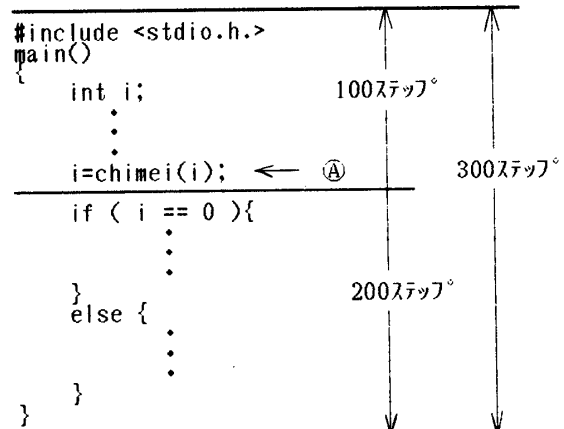 #include <stdio.h.>
main()
{
int i;
100ステップ
i=chimei(i); ← Ⓐ
300ステップ
if ( i == 0 ){
}
200ステップ
else {
}
}